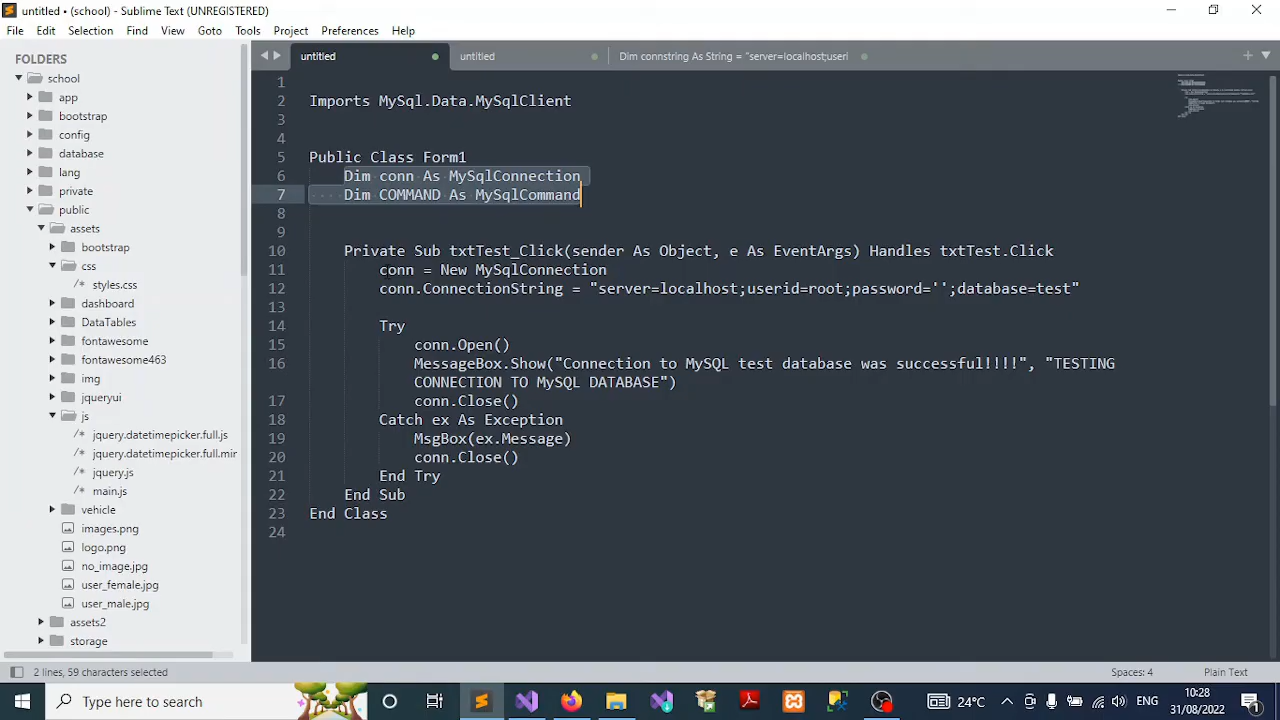 untitled • (school) - Sublime Text (UNREGISTERED)
File Edit Selection Find View Goto Tools Project Preferences Help
FOLDERS
school
app
bootstrap
config
database
lang
private
public
assets
bootstrap
css
/* styles.css
dashboard
DataTables
fontawesome
fontawesome463
img
jqueryui
js
/* jquery.datetimepicker.full.js
/* jquery.datetimepicker.full.min
/* jquery.js
/* main.js
vehicle
images.png
logo.png
no_image.jpg
user_female.jpg
user_male.jpg
assets2
storage
untitled untitled Dim connstring As String = "server=localhost;useri
1
2 Imports MySql.Data.MySqlClient
3
4
5 Public Class Form1
6 Dim conn As MySqlConnection
7 Dim COMMAND As MySqlCommand
8
9
10 Private Sub txtTest_Click(sender As Object, e As EventArgs) Handles txtTest.Click
11 conn = New MySqlConnection
12 conn.ConnectionString = "server=localhost;userid=root;password='';database=test"
13
14 Try
15 conn.Open()
16 MessageBox.Show("Connection to MySQL test database was successful!!!!", "TESTING
CONNECTION TO MySQL DATABASE")
17 conn.Close()
18 Catch ex As Exception
19 MsgBox(ex.Message)
20 conn.Close()
21 End Try
22 End Sub
23 End Class
24
2 lines, 59 characters selected Spaces: 4 Plain Text
Type here to search 24°C ENG 10:28
31/08/2022 1